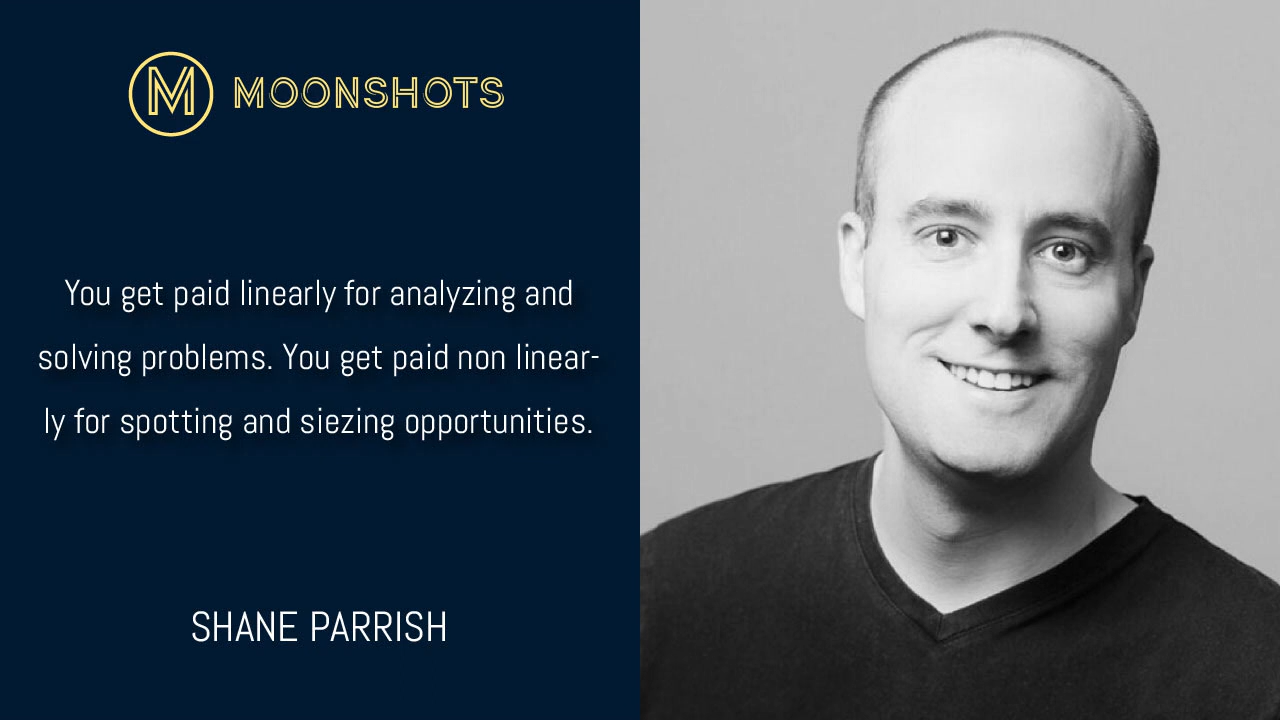 M MOONSHOTS
You get paid linearly for analyzing and
solving problems. You get paid non linear-
ly for spotting and siezing opportunities.
SHANE PARRISH